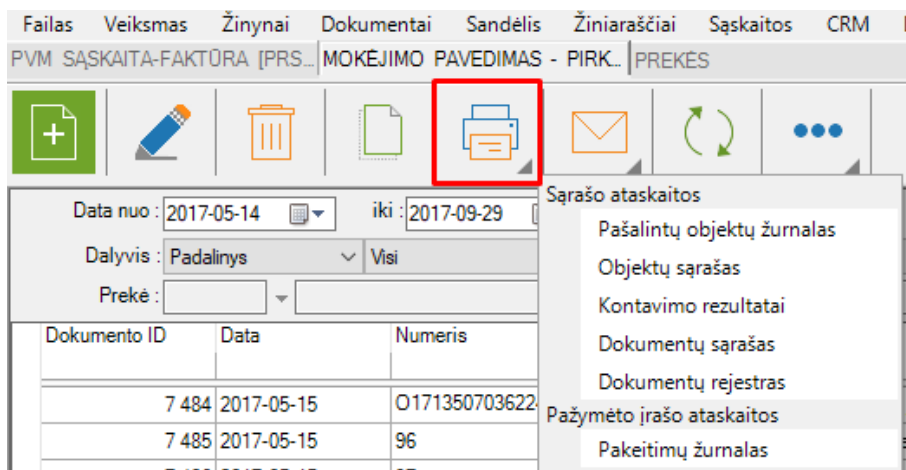 Failas Veiksmas Žinynai Dokumentai Sandėlis Žiniaraščiai Sąskaitos CRM
PVM SĄSKAITA-FAKTŪRA [PRS... MOKĖJIMO PAVEDIMAS - PIRK... PREKĖS
Data nuo : 2017-05-14 iki : 2017-09-29
Dalyvis : Padalinys Visi
Prekė :
Dokumento ID Data Numeris
7 484 2017-05-15 O171350703622
7 485 2017-05-15 96
Sąrašo ataskaitos
Pašalintų objektų žurnalas
Objektų sąrašas
Kontavimo rezultatai
Dokumentų sąrašas
Dokumentų rejestras
Pažymėto įrašo ataskaitos
Pakeitimų žurnalas